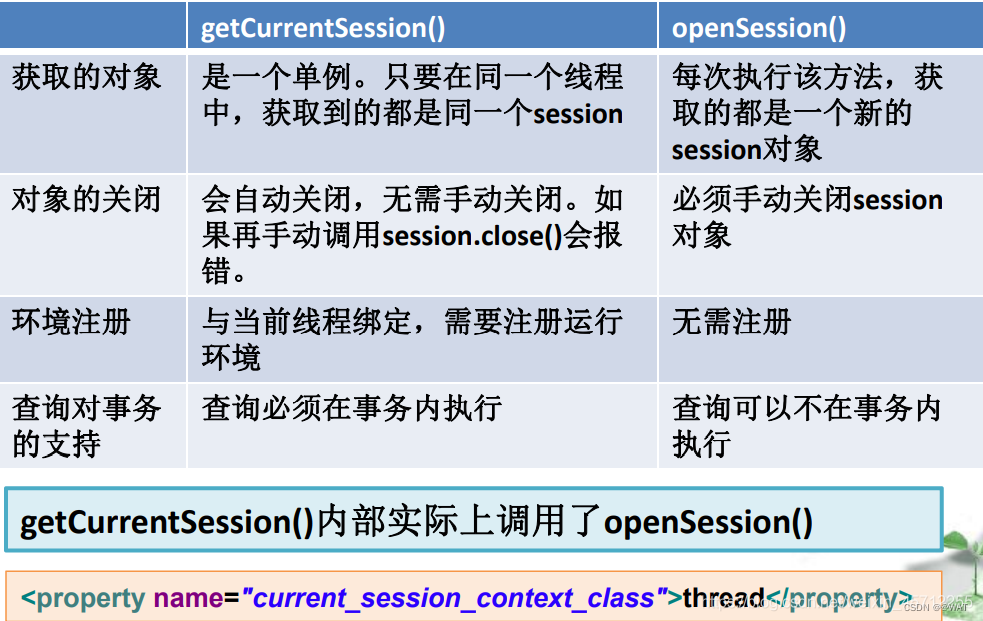 getCurrentSession()
openSession()
获取的对象
是一个单例。只要在同一个线程
中，获取到的都是同一个session
每次执行该方法，获
取的都是一个新的
session对象
对象的关闭
会自动关闭，无需手动关闭。如
果再手动调用session.close()会报
错。
必须手动关闭session
对象
环境注册
与当前线程绑定，需要注册运行
环境
无需注册
查询对事务
的支持
查询必须在事务内执行
查询可以不在事务内
执行
getCurrentSession()内部实际上调用了openSession()
<property name="current_session_context_class">thread</property>